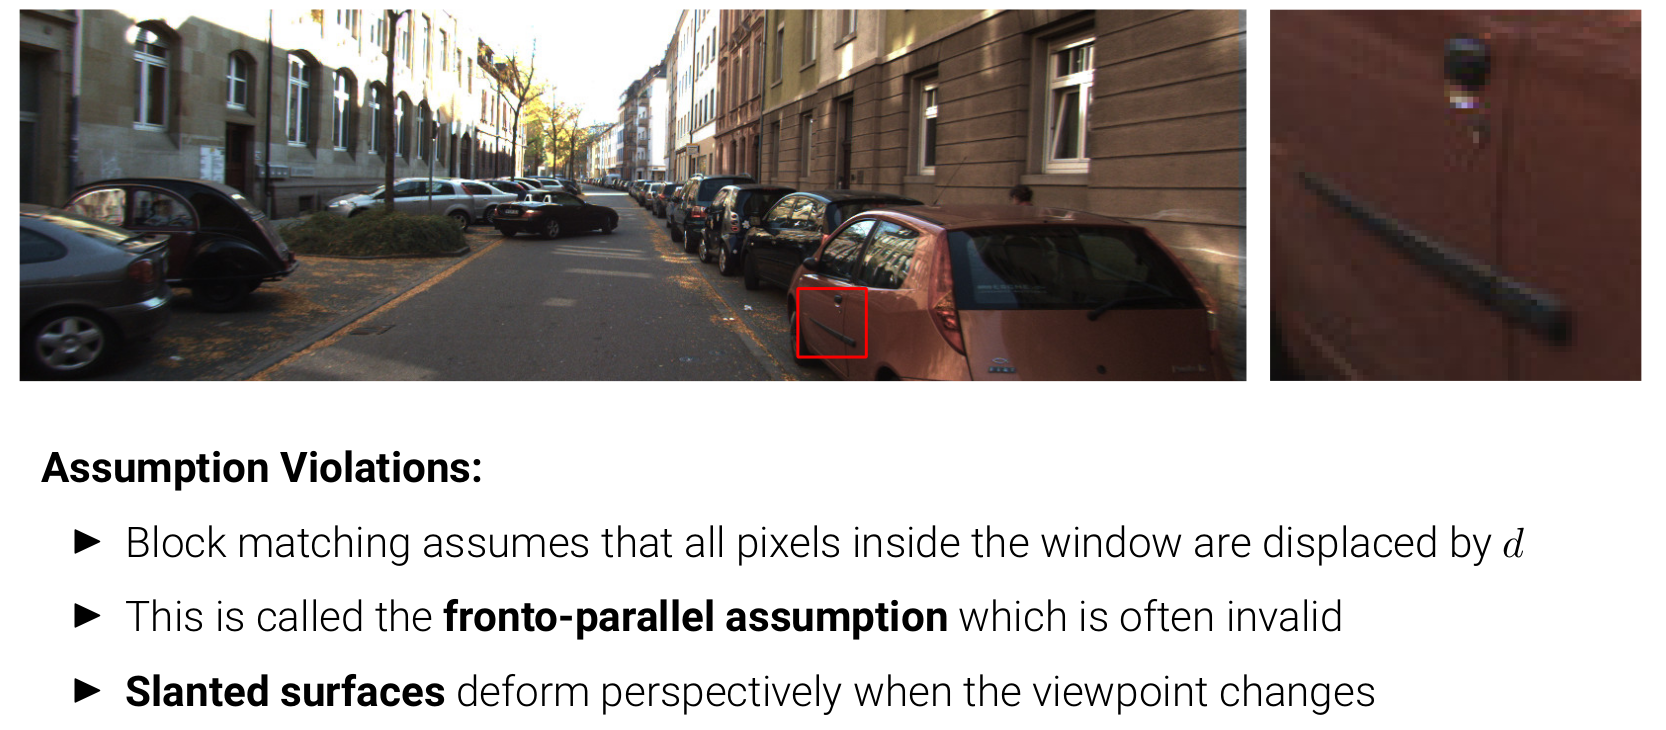 Assumption Violations:
► Block matching assumes that all pixels inside the window are displaced by d
► This is called the fronto-parallel assumption which is often invalid
► Slanted surfaces deform perspectively when the viewpoint changes